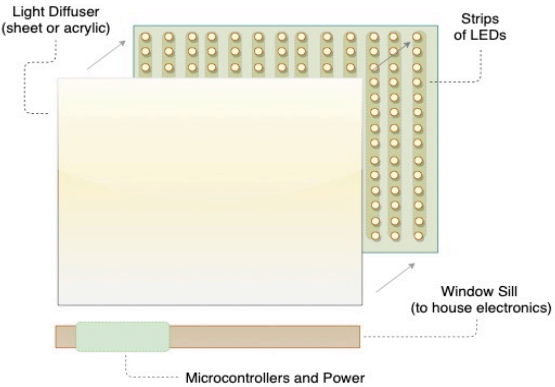 Light Diffuser
(sheet or acrylic)
Strips
of LEDs
Window Sill
(to house electronics)
Microcontrollers and Power